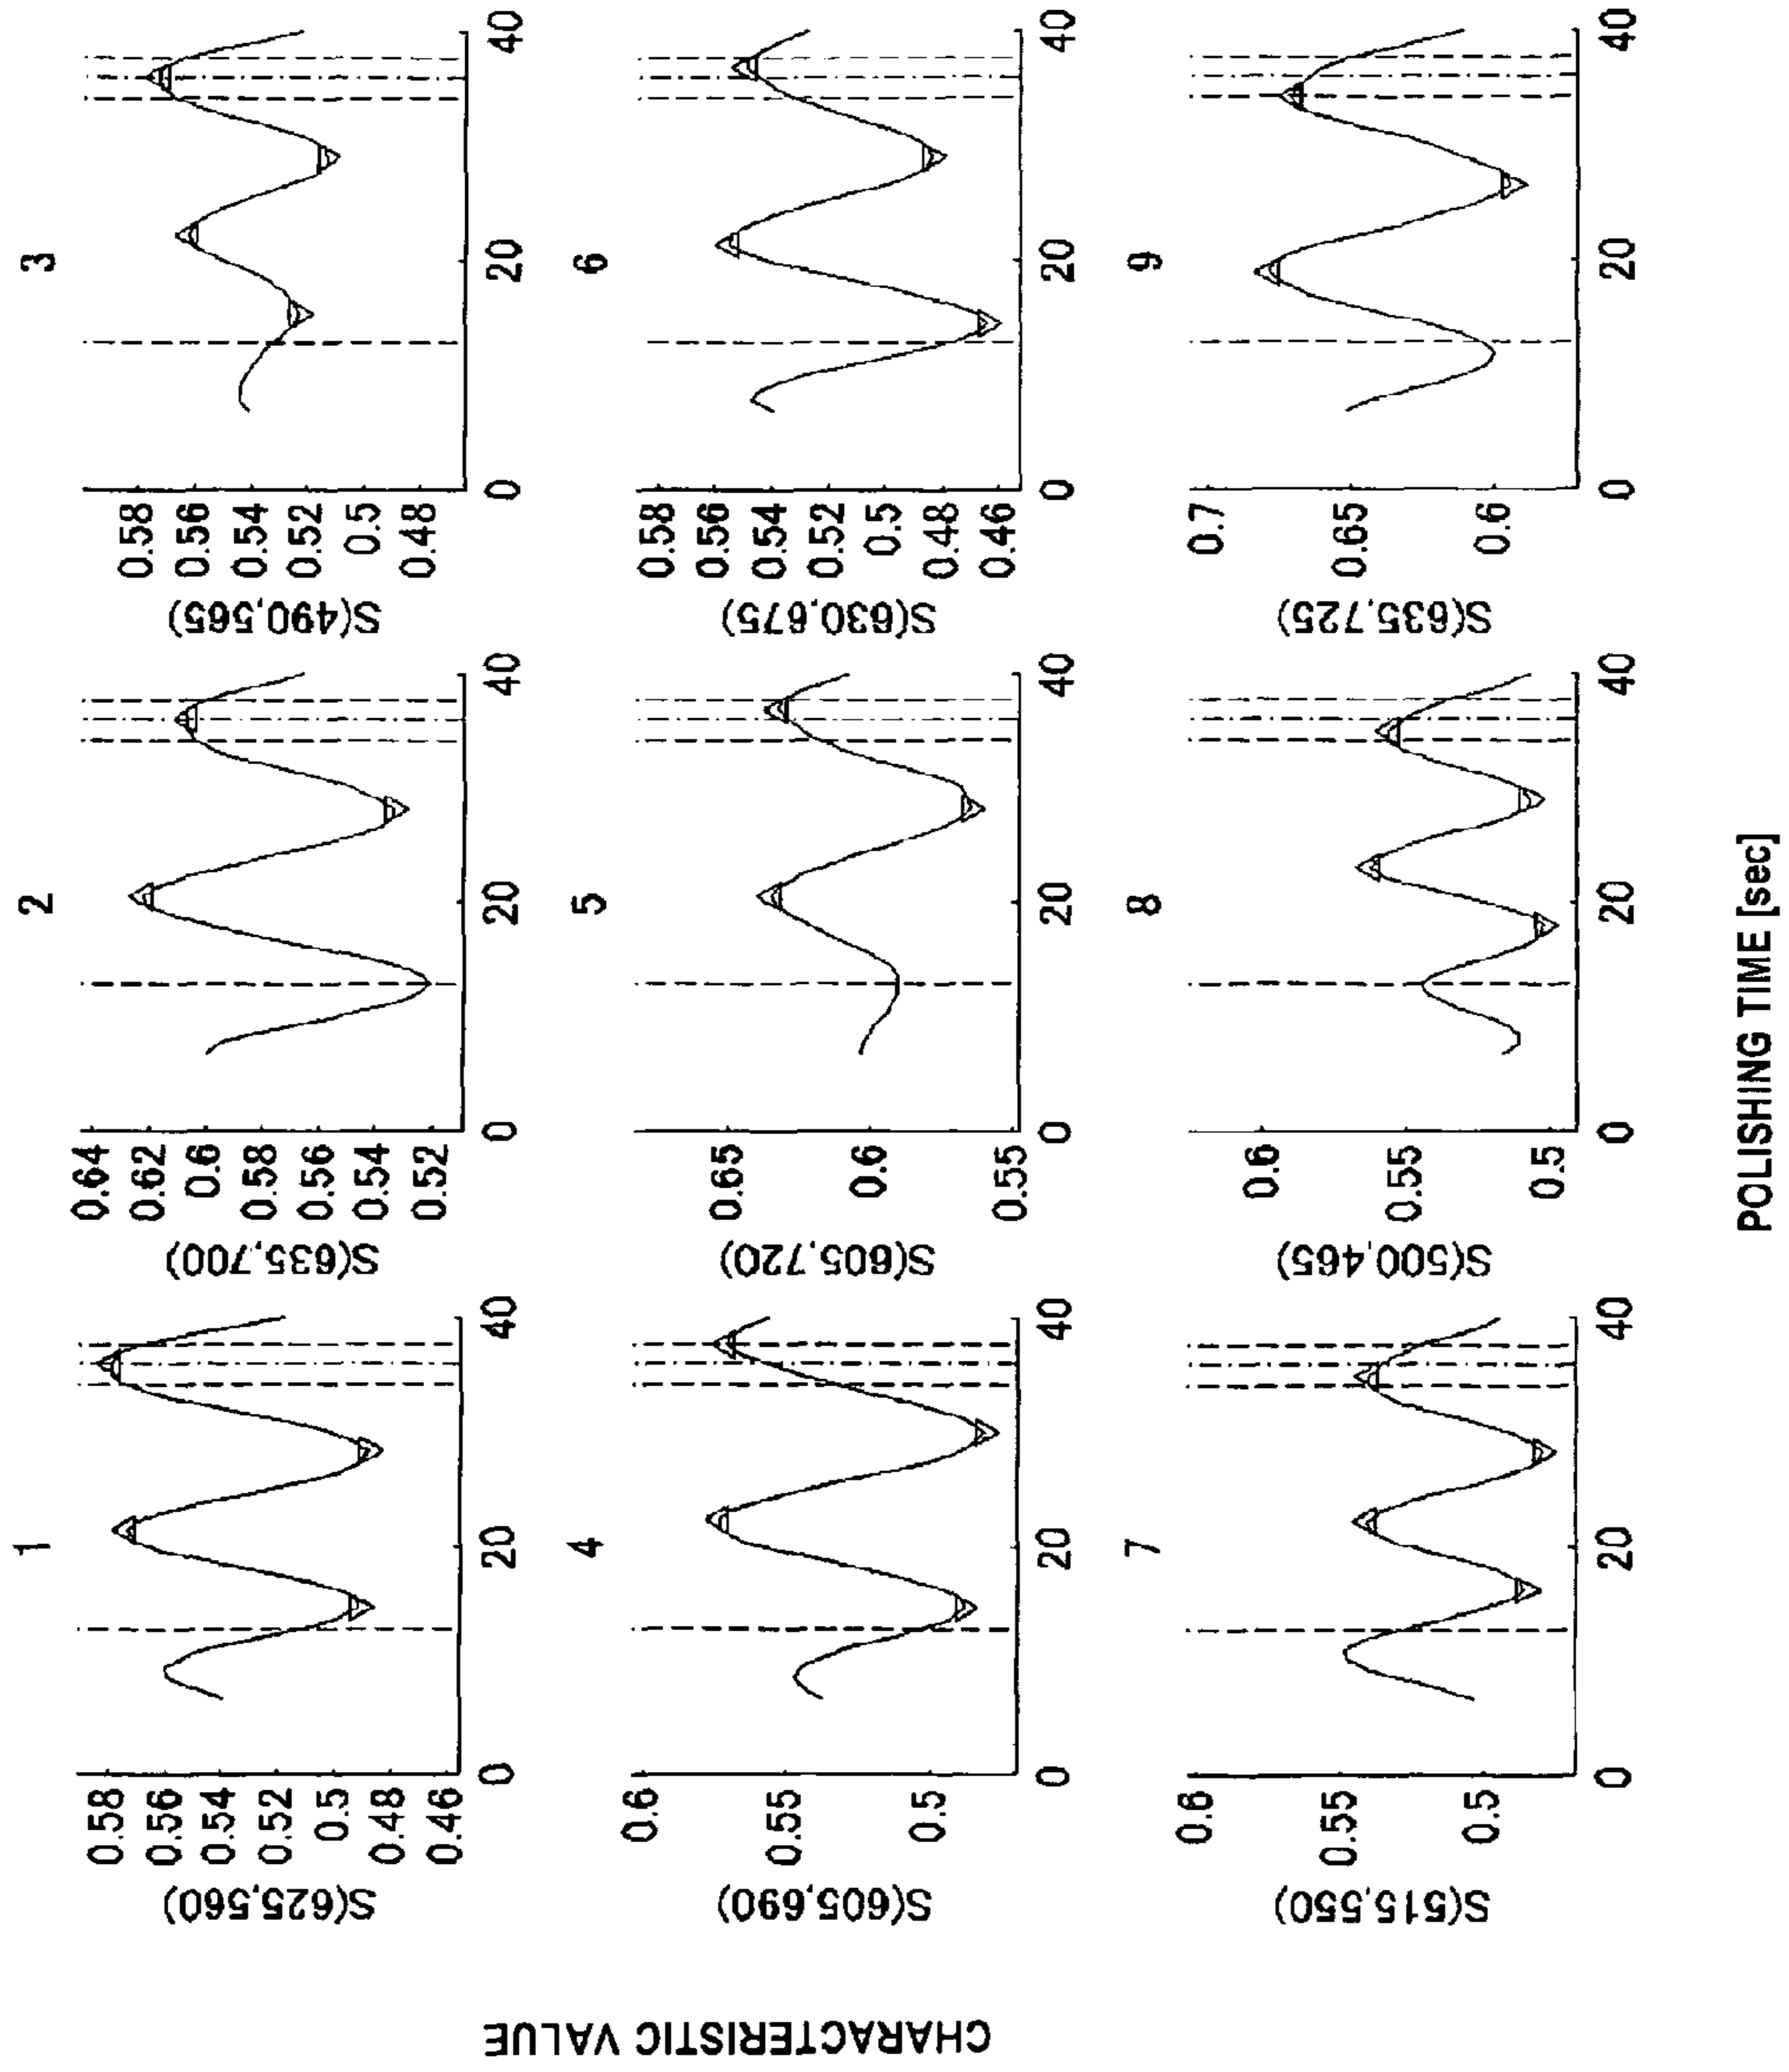 CHARACTERISTIC VALUE
1
S(625,560)
0.58
0.56
0.54
0.52
0.5
0.48
0.46
0 20 40
2
S(635,700)
0.64
0.62
0.6
0.58
0.56
0.54
0.52
0 20 40
3
S(490,565)
0.58
0.56
0.54
0.52
0.5
0.48
0 20 40
4
S(605,690)
0.6
0.55
0.5
0 20 40
5
S(605,720)
0.65
0.6
0.55
0 20 40
6
S(630,675)
0.58
0.56
0.54
0.52
0.5
0.48
0.46
0 20 40
7
S(515,550)
0.6
0.55
0.5
0 20 40
8
S(500,465)
0.6
0.55
0.5
0 20 40
9
S(635,725)
0.7
0.65
0.6
0 20 40
POLISHING TIME [sec]